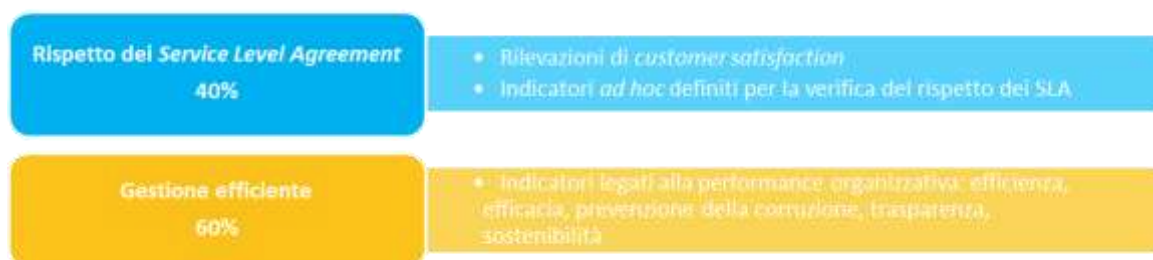 Rispetto dei Service Level Agreement
40%
• Rilevazioni di customer satisfaction
• Indicatori ad hoc definiti per la verifica del rispetto dei SLA
Gestione efficiente
60%
• Indicatori legati alla performance organizzativa: efficienza,
efficacia, prevenzione della corruzione, trasparenza,
sostenibilità